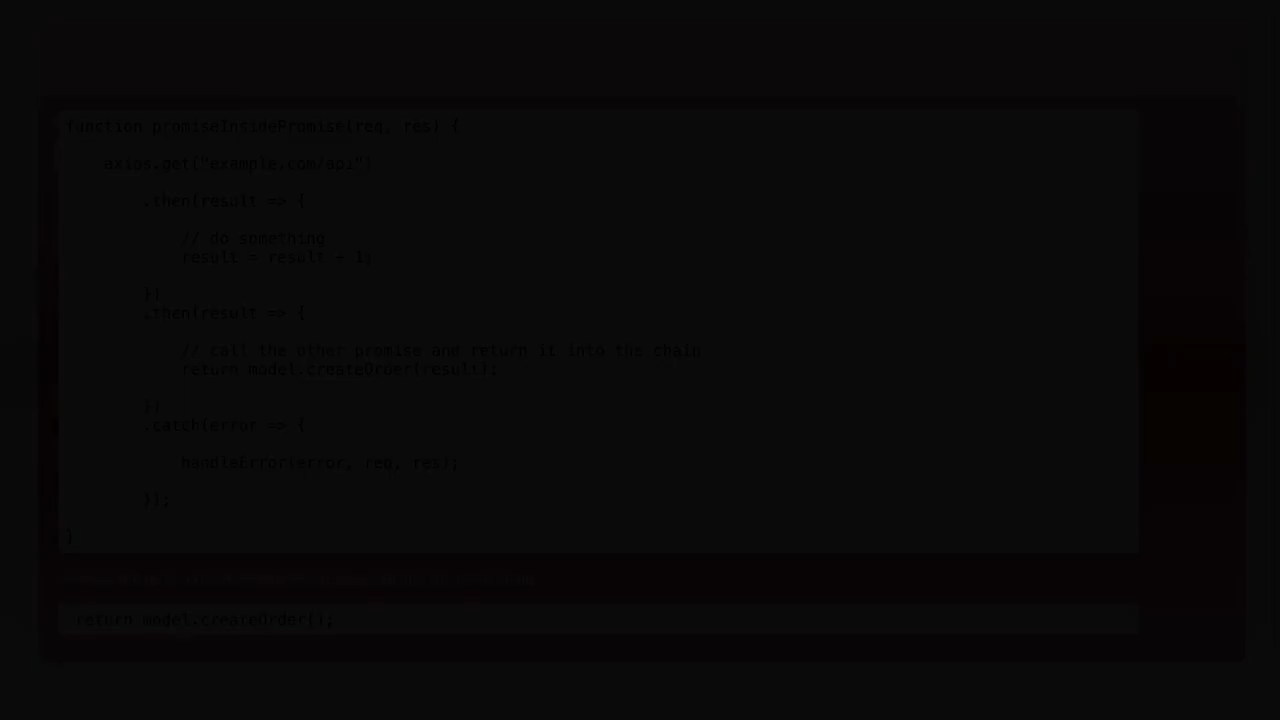 function promiseInsidePromise(req, res) {
axios.get("example.com/api")
.then(result => {
// do something
result = result + 1;
})
.then(result => {
// call the other promise and return it into the chain
return model.createOrder(result);
})
.catch(error => {
handleError(error, req, res);
});
}
return model.createOrder();